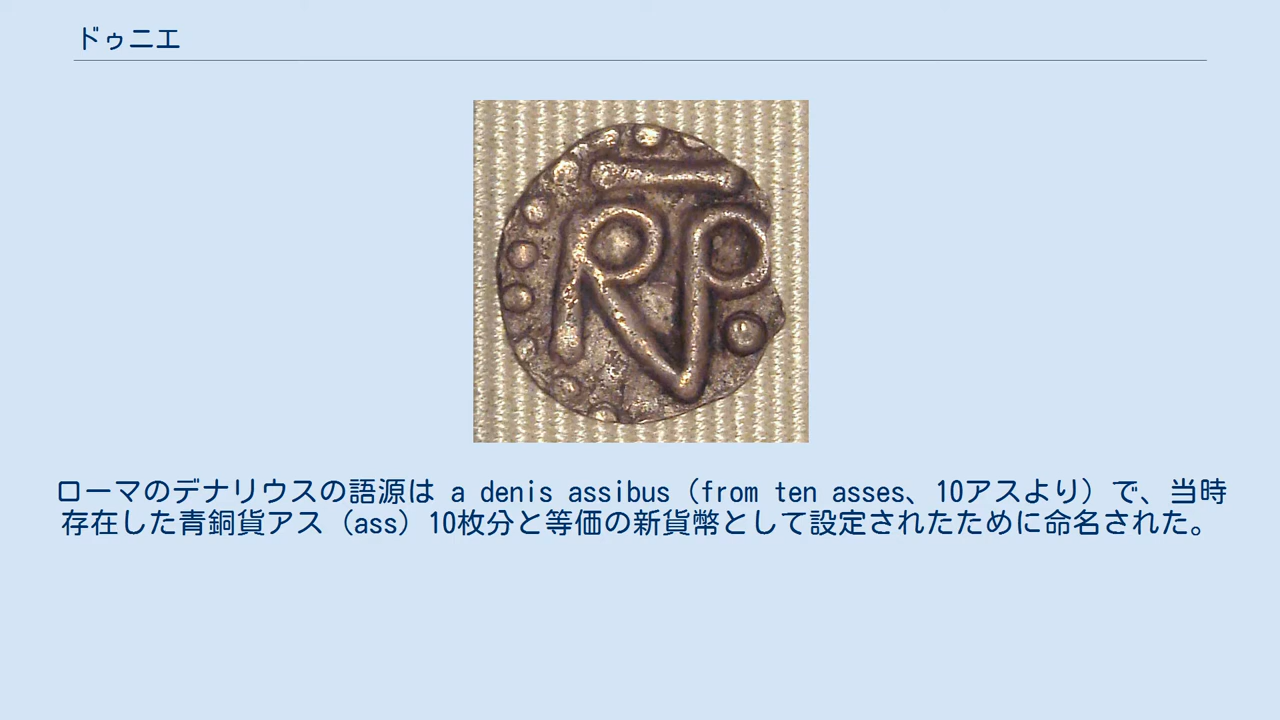 ドゥニエ
RP
ローマのデナリウスの語源は a denis assibus（from ten asses、10アスより）で、当時
存在した青銅貨アス（ass）10枚分と等価の新貨幣として設定されたために命名された。